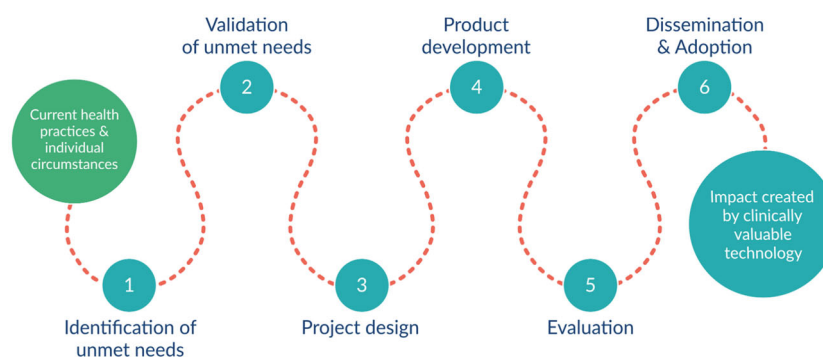 Current health
practices &
individual
circumstances
1
Identification of
unmet needs
Validation
of unmet needs
2
3
Project design
Product
development
4
5
Evaluation
Dissemination
& Adoption
6
Impact created
by clinically
valuable
technology